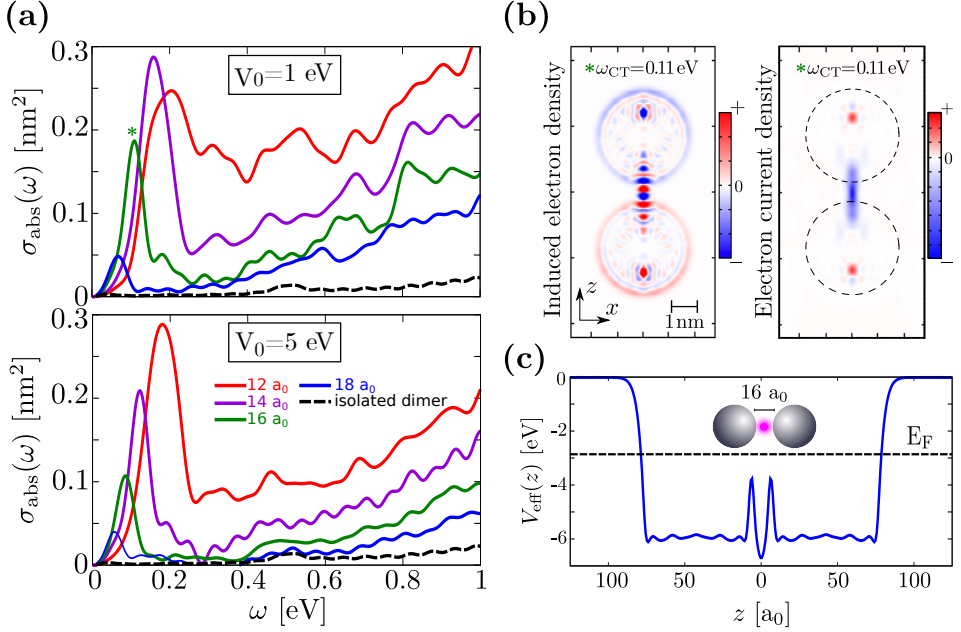 (a)
V₀=1 eV
*
σabs(ω) [nm²]
0.3
0.2
0.1
0
V₀=5 eV
12 a₀
14 a₀
16 a₀
18 a₀
isolated dimer
σabs(ω) [nm²]
0.3
0.2
0.1
0
0 0.2 0.4 0.6 0.8 1
ω [eV]
(b)
Induced electron density
*ωCT=0.11 eV
+
0
−
z
x
1nm
Electron current density
*ωCT=0.11 eV
+
0
−
(c)
Veff(z) [eV]
0
-2
-4
-6
16 a₀
EF
100 50 0 50 100
z [a₀]